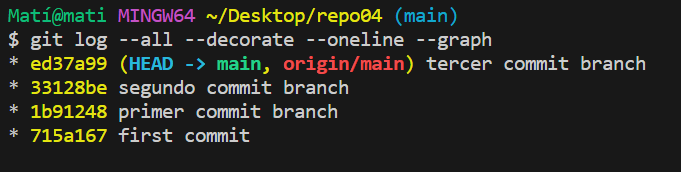 Matí@mati MINGW64 ~/Desktop/repo04 (main)
$ git log --all --decorate --oneline --graph
* ed37a99 (HEAD -> main, origin/main) tercer commit branch
* 33128be segundo commit branch
* 1b91248 primer commit branch
* 715a167 first commit